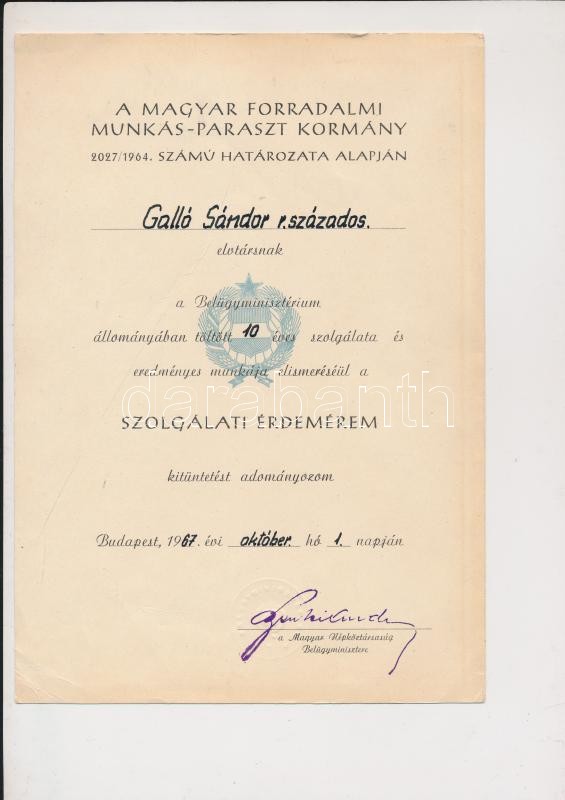 A MAGYAR FORRADALMI
MUNKÁS-PARASZT KORMÁNY
2027/1964. SZÁMÚ HATÁROZATA ALAPJÁN
Galló Sándor r.százados.
elvtársnak
a Belügyminisztérium
állományában töltött 10 éves szolgálata és
eredményes munkája elismeréséül a
darabanth
SZOLGÁLATI ÉRDEMÉREM
kitüntetést adományozom
Budapest, 1967. évi október. hó 1. napján
a Magyar Népköztársaság
Belügyminisztere